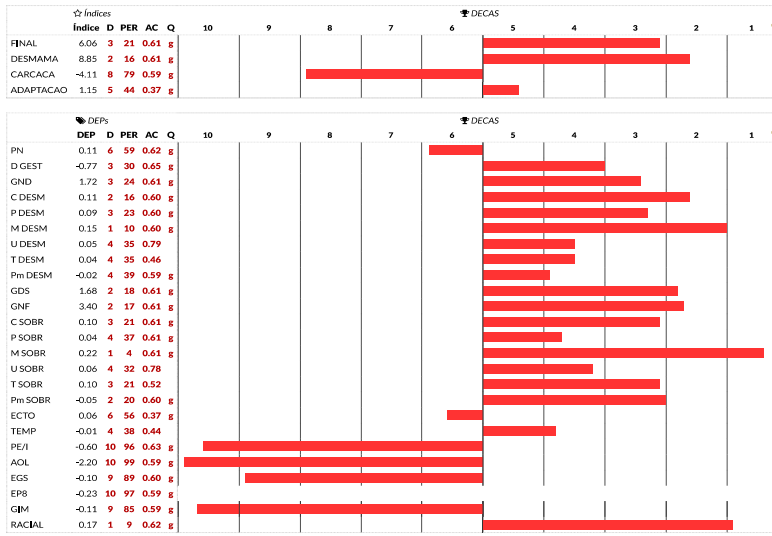 ☆ Índices 🏆 DECAS
Índice D PER AC Q 10 9 8 7 6 5 4 3 2 1
FINAL 6.06 3 21 0.61 g
DESMAMA 8.85 2 16 0.61 g
CARCACA -4.11 8 79 0.59 g
ADAPTACAO 1.15 5 44 0.37 g
DEPs 🏆 DECAS
DEP D PER AC Q 10 9 8 7 6 5 4 3 2 1
PN 0.11 6 59 0.62 g
D GEST -0.77 3 30 0.65 g
GND 1.72 3 24 0.61 g
C DESM 0.11 2 16 0.60 g
P DESM 0.09 3 23 0.60 g
M DESM 0.15 1 10 0.60 g
U DESM 0.05 4 35 0.79
T DESM 0.04 4 35 0.46
Pm DESM -0.02 4 39 0.59 g
GDS 1.68 2 18 0.61 g
GNF 3.40 2 17 0.61 g
C SOBR 0.10 3 21 0.61 g
P SOBR 0.04 4 37 0.61 g
M SOBR 0.22 1 4 0.61 g
U SOBR 0.06 4 32 0.78
T SOBR 0.10 3 21 0.52
Pm SOBR -0.05 2 20 0.60 g
ECTO 0.06 6 56 0.37 g
TEMP -0.01 4 38 0.44
PE/I -0.60 10 96 0.63 g
AOL -2.20 10 99 0.59 g
EGS -0.10 9 89 0.60 g
EP8 -0.23 10 97 0.59 g
GIM -0.11 9 85 0.59 g
RACIAL 0.17 1 9 0.62 g